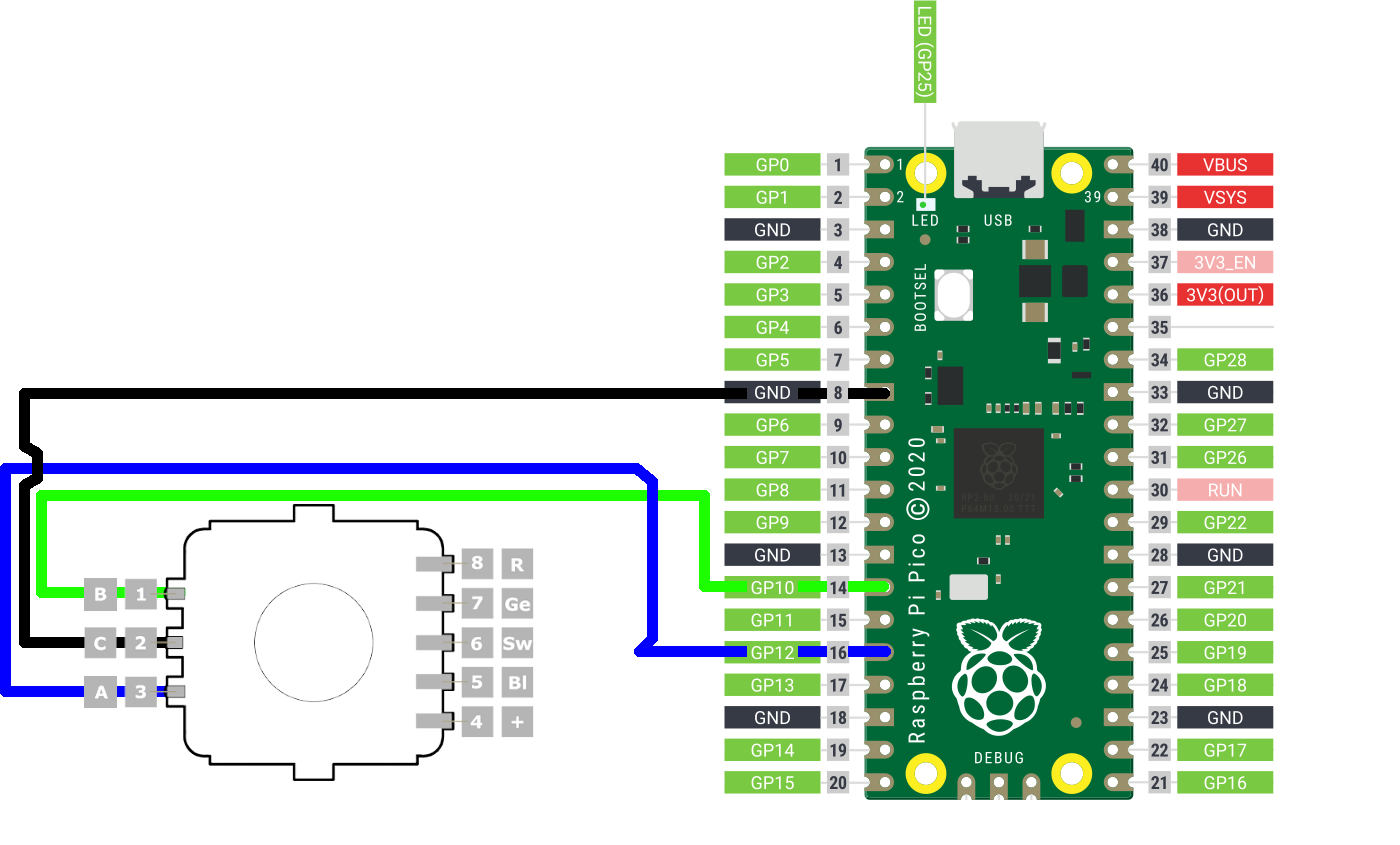 LED (GP25)
GP0 1 1 40 VBUS
GP1 2 2 39 39 VSYS
LED USB
GND 3 38 GND
GP2 4 37 3V3_EN
BOOTSEL
GP3 5 36 3V3(OUT)
GP4 6 35
GP5 7 34 GP28
GND 8 33 GND
GP6 9 32 GP27
GP7 10 31 GP26
GP8 11 30 RUN
GP9 12 29 GP22
GND 13 28 GND
GP10 14 27 GP21
GP11 15 26 GP20
GP12 16 25 GP19
GP13 17 24 GP18
GND 18 23 GND
GP14 19 22 GP17
GP15 20 21 GP16
Raspberry Pi Pico © 2020
DEBUG
B 1
C 2
A 3
8 R
7 Ge
6 Sw
5 Bl
4 +